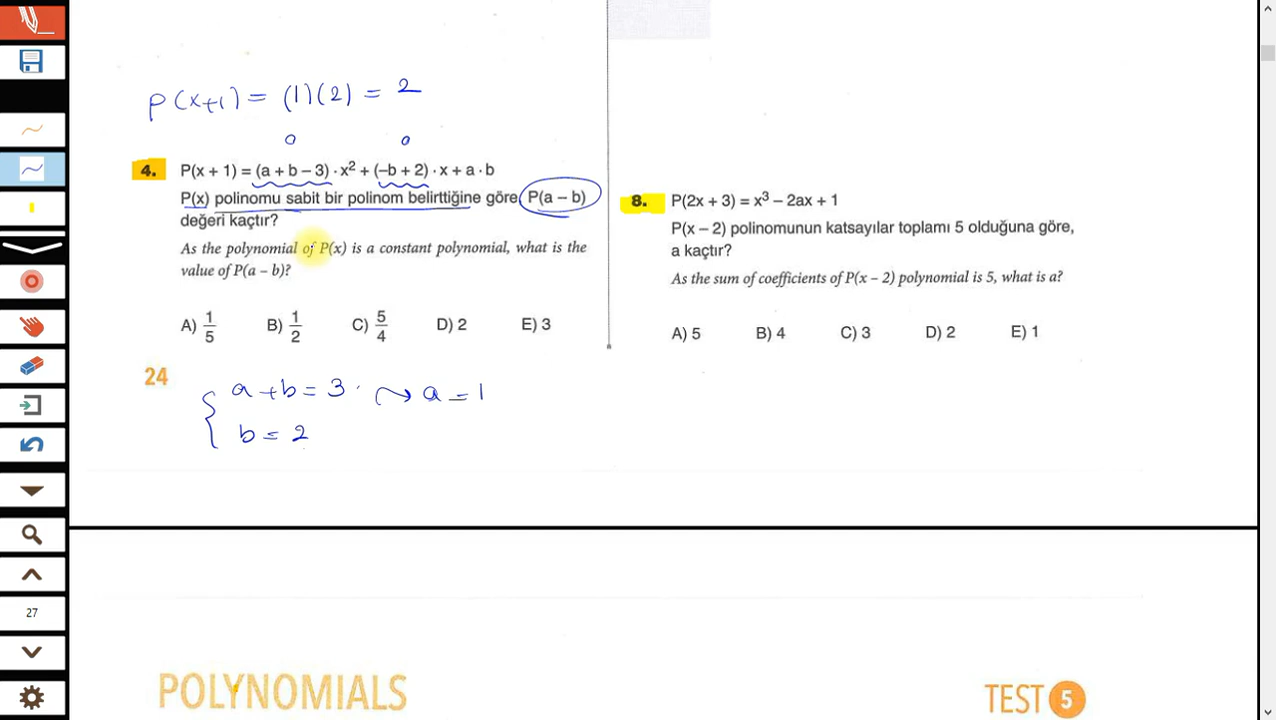 P(x+1) = (1)(2) = 2
0 0
4. P(x + 1) = (a + b – 3) · x² + (–b + 2) · x + a · b
P(x) polinomu sabit bir polinom belirttiğine göre, P(a – b)
değeri kaçtır?
As the polynomial of P(x) is a constant polynomial, what is the
value of P(a – b)?
A) 1/5 B) 1/2 C) 5/4 D) 2 E) 3
24
a + b = 3 a = 1
b = 2
8. P(2x + 3) = x³ – 2ax + 1
P(x – 2) polinomunun katsayılar toplamı 5 olduğuna göre,
a kaçtır?
As the sum of coefficients of P(x – 2) polynomial is 5, what is a?
A) 5 B) 4 C) 3 D) 2 E) 1
27
POLYNOMIALS
TEST 5